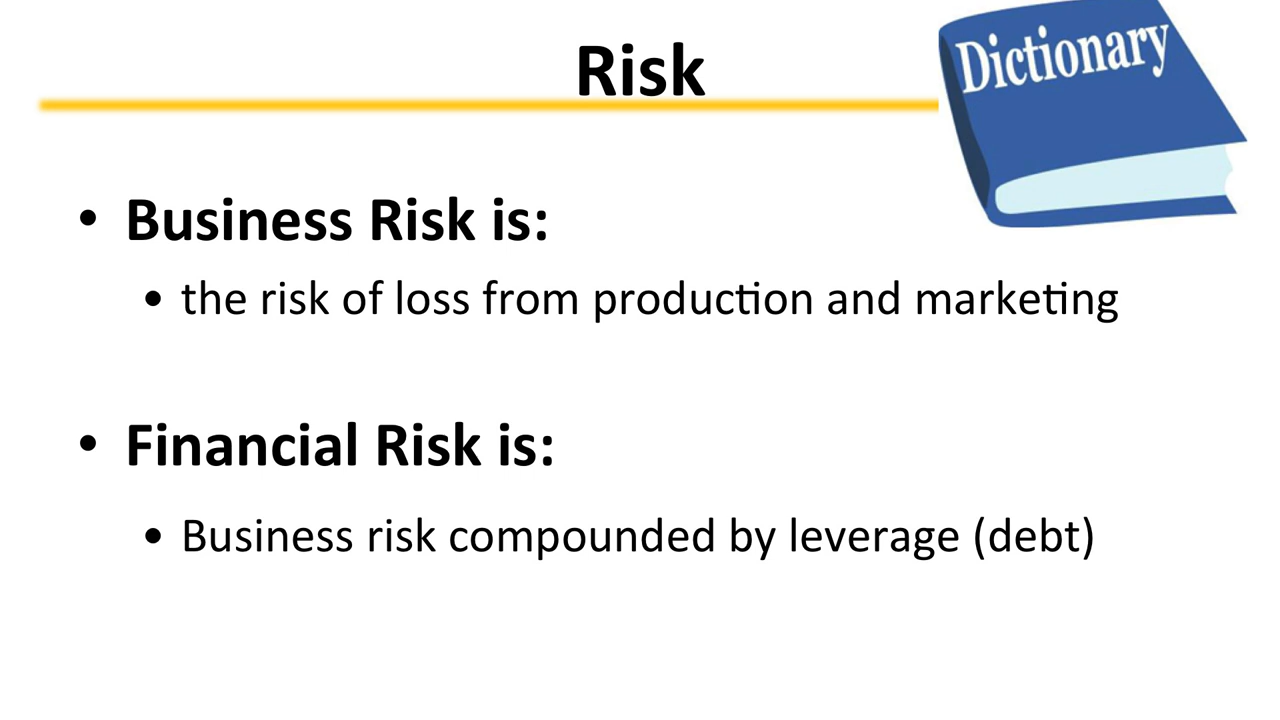 Risk
Dictionary
• Business Risk is:
• the risk of loss from production and marketing
• Financial Risk is:
• Business risk compounded by leverage (debt)